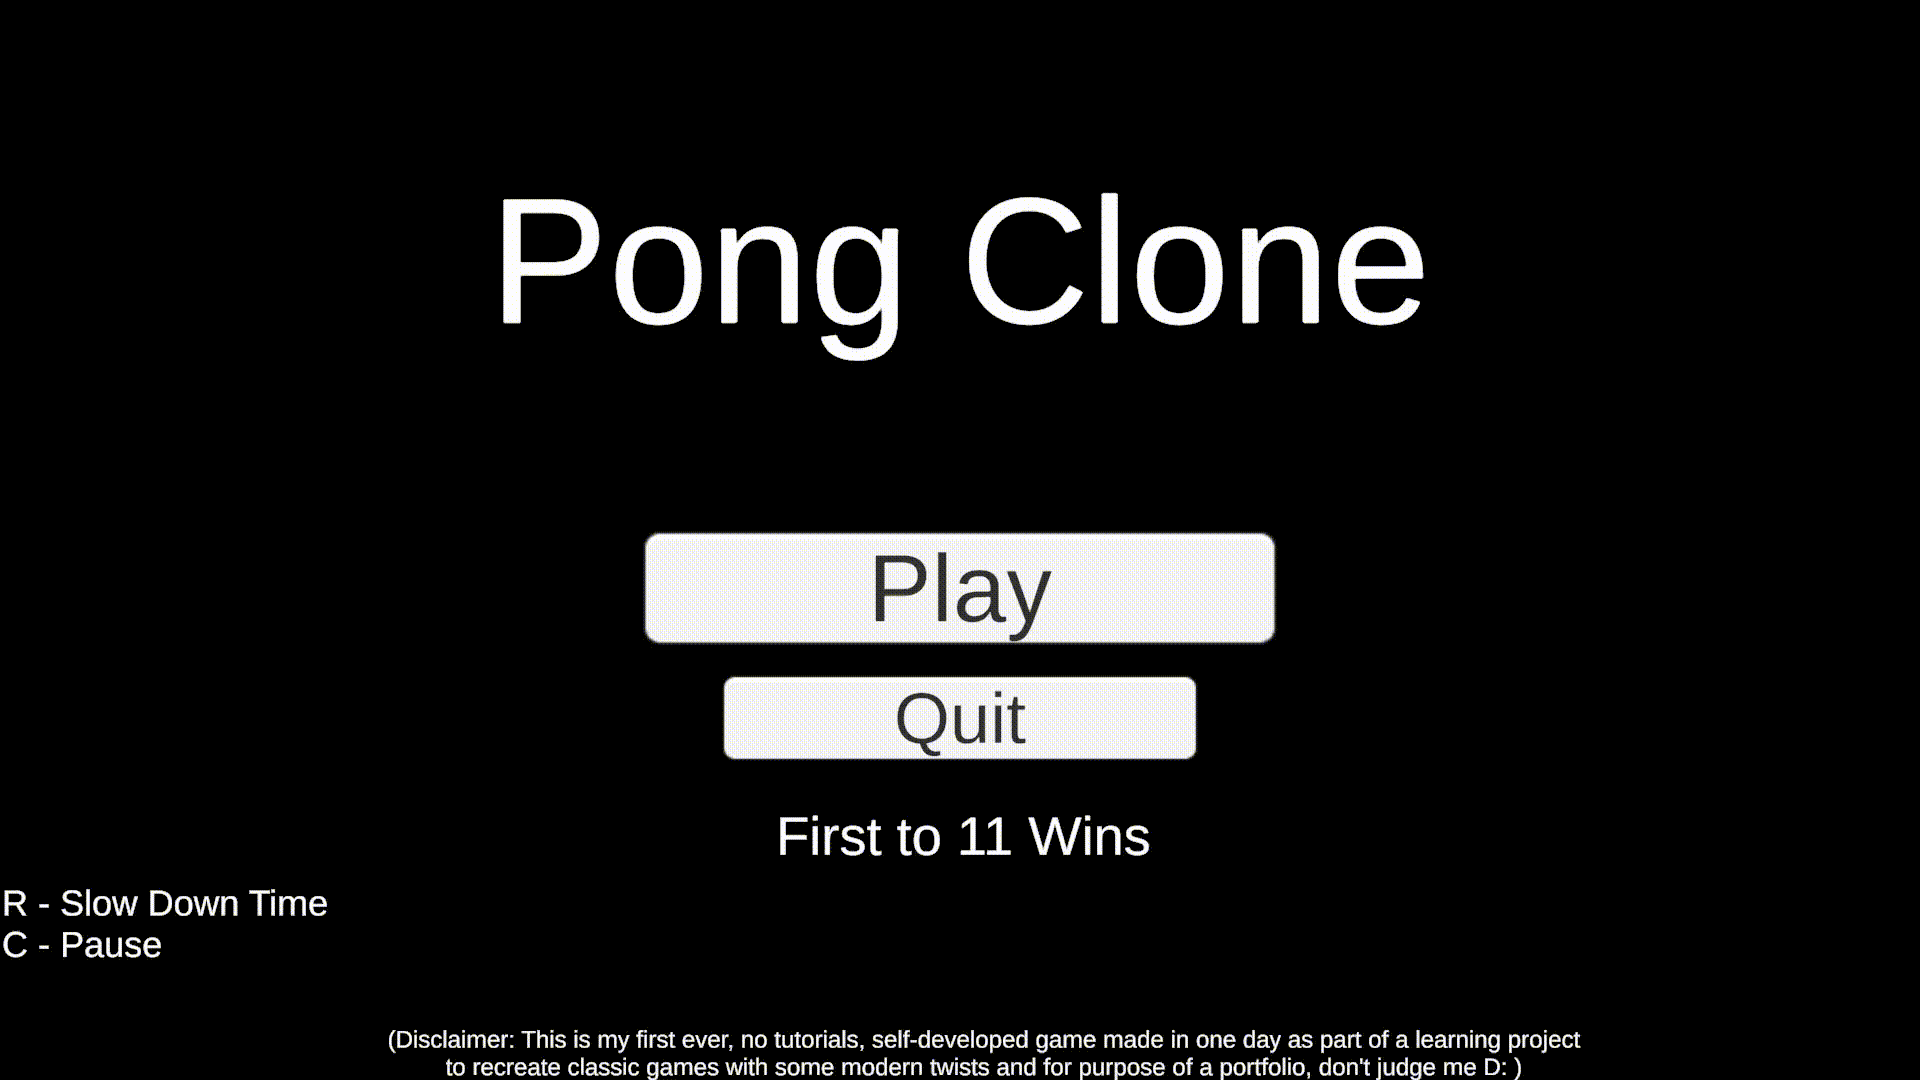 Pong Clone
Play
Quit
First to 11 Wins
R - Slow Down Time
C - Pause
(Disclaimer: This is my first ever, no tutorials, self-developed game made in one day as part of a learning project
to recreate classic games with some modern twists and for purpose of a portfolio, don't judge me D: )